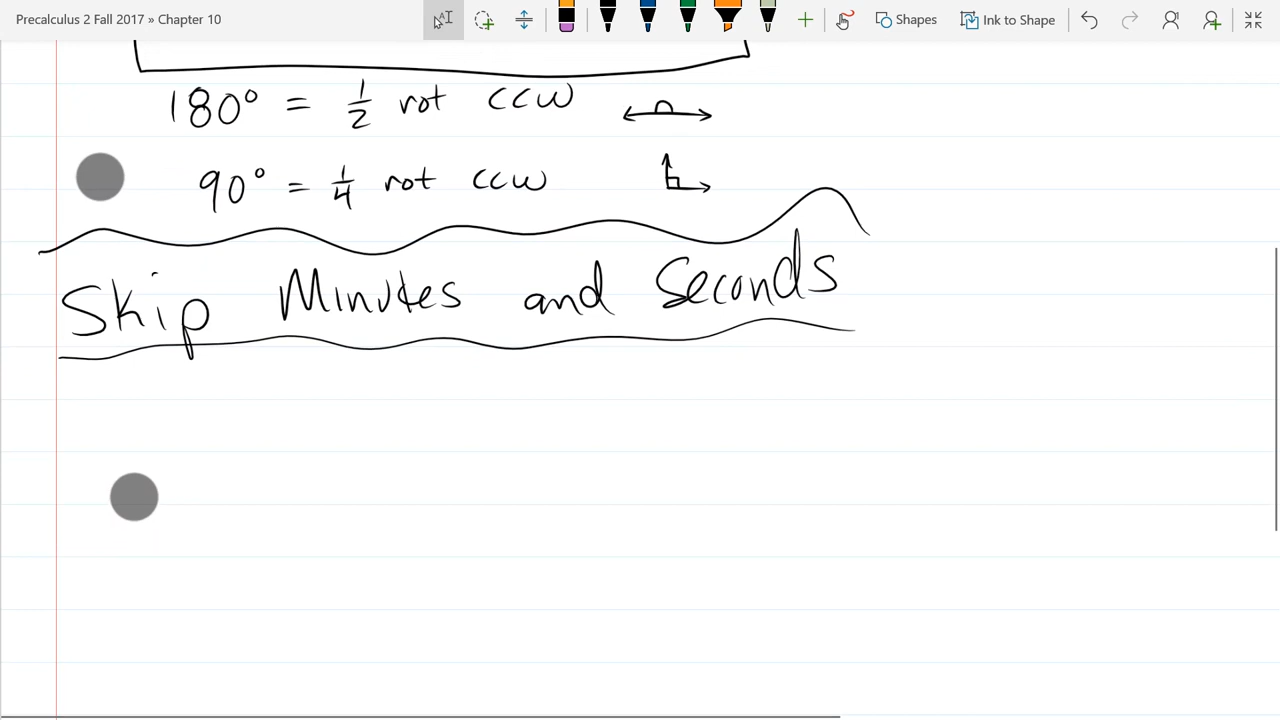 Precalculus 2 Fall 2017 » Chapter 10 Shapes Ink to Shape
180° = 1/2 rot CCW
90° = 1/4 rot CCW
Skip Minutes and Seconds